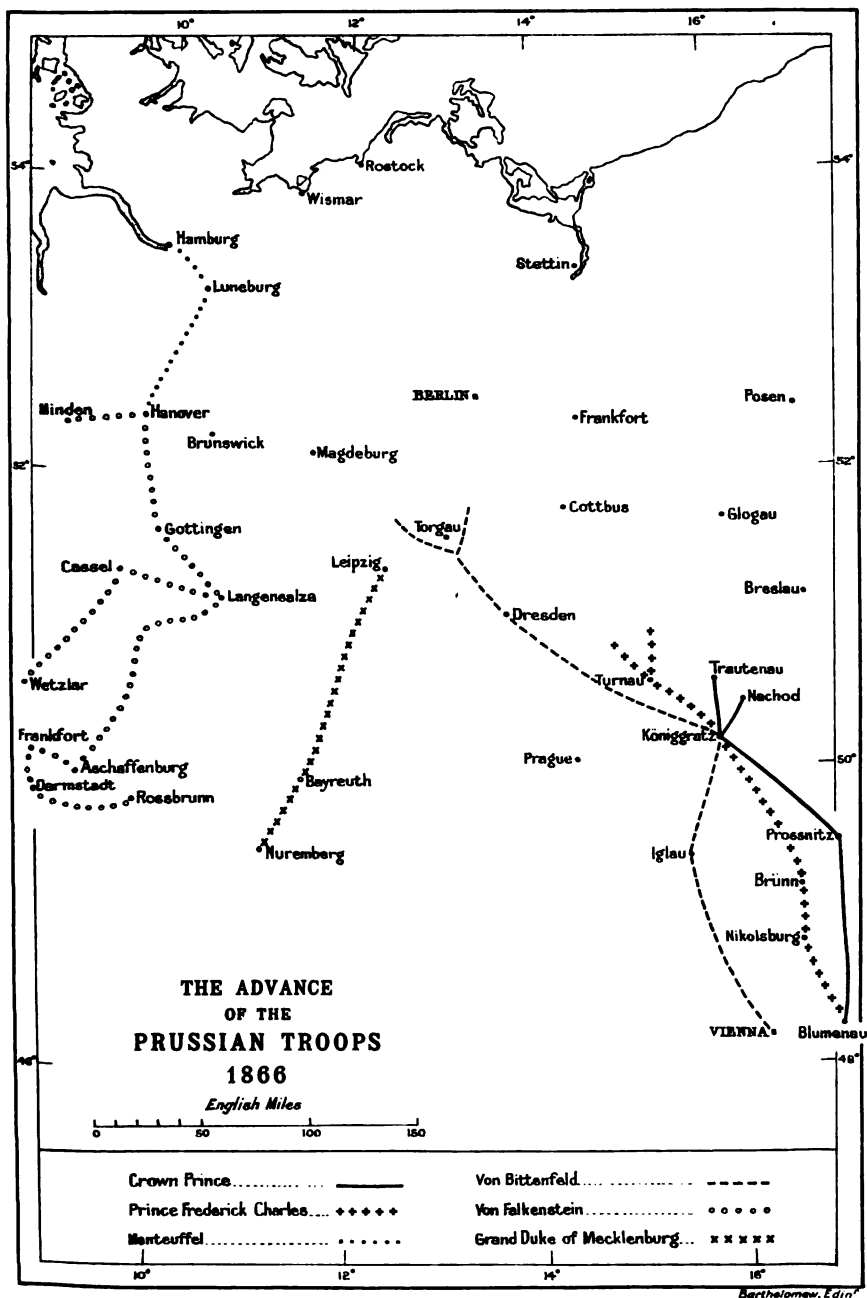 10° 12° 14° 16°
54° 54°
Rostock
Wismar
Hamburg
Stettin
Luneburg
BERLIN
Minden Hanover
Posen
Frankfort
Brunswick
Magdeburg
52° 52°
Cottbus
Glogau
Torgau
Gottingen
Leipzig
Cassel
Breslau
Langensalza
Dresden
Trautenau
Turnau
Wetzlar
Nachod
Frankfort
Königgratz
Prague
Aschaffenburg
Bayreuth
Darmstadt
Rossbrunn
Prossnitz
Nuremberg
Iglau
Brünn
Nikolsburg
VIENNA
Blumenau
THE ADVANCE
OF THE
PRUSSIAN TROOPS
1866
English Miles
0 50 100 150
48° 48°
Crown Prince
Prince Frederick Charles
Manteuffel
Von Bittenfeld
Von Falkenstein
Grand Duke of Mecklenburg
10° 12° 14° 16°
Bartholomew, Edinr